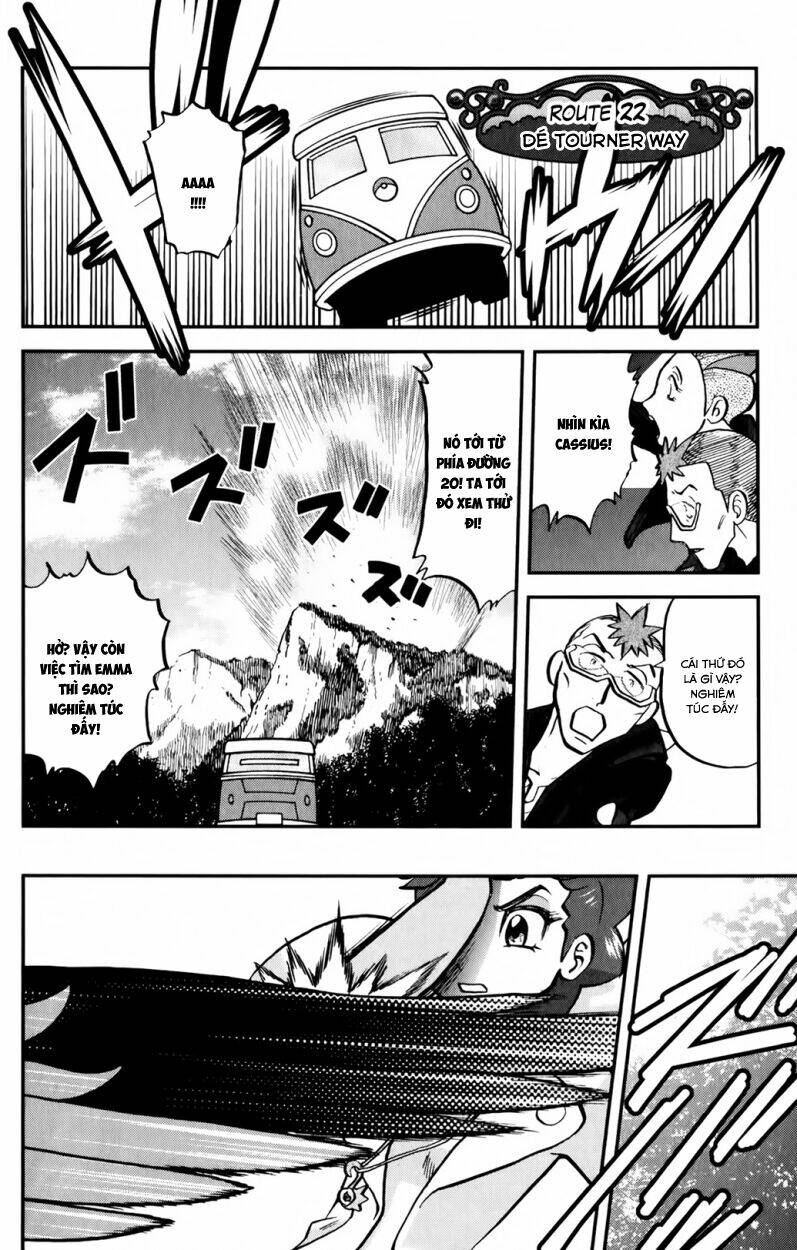 ROUTE 22
DÉ TOURNER WAY
AAAA
!!!!
NHÌN KÌA
CASSIUS!
NÓ TỚI TỪ
PHÍA ĐƯỜNG
20! TA TỚI
ĐÓ XEM THỬ
ĐI!
ズズズズ
HỞ? VẬY CÒN
VIỆC TÌM EMMA
THÌ SAO?
NGHIÊM TÚC
ĐẤY!
CÁI THỨ ĐÓ
LÀ GÌ VẬY?
NGHIÊM TÚC
ĐẤY!